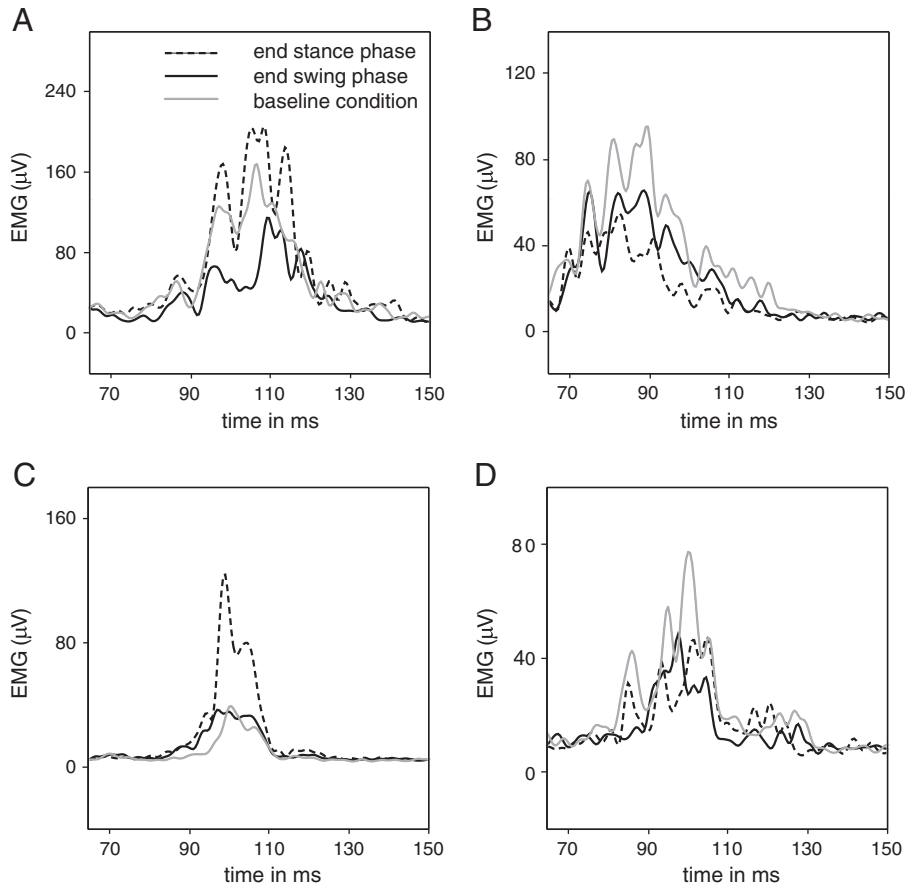 A
end stance phase
end swing phase
baseline condition
240
160
80
0
EMG (μV)
70 90 110 130 150
time in ms
B
120
80
40
0
EMG (μV)
70 90 110 130 150
time in ms
C
160
80
0
EMG (μV)
70 90 110 130 150
time in ms
D
80
40
0
EMG (μV)
70 90 110 130 150
time in ms